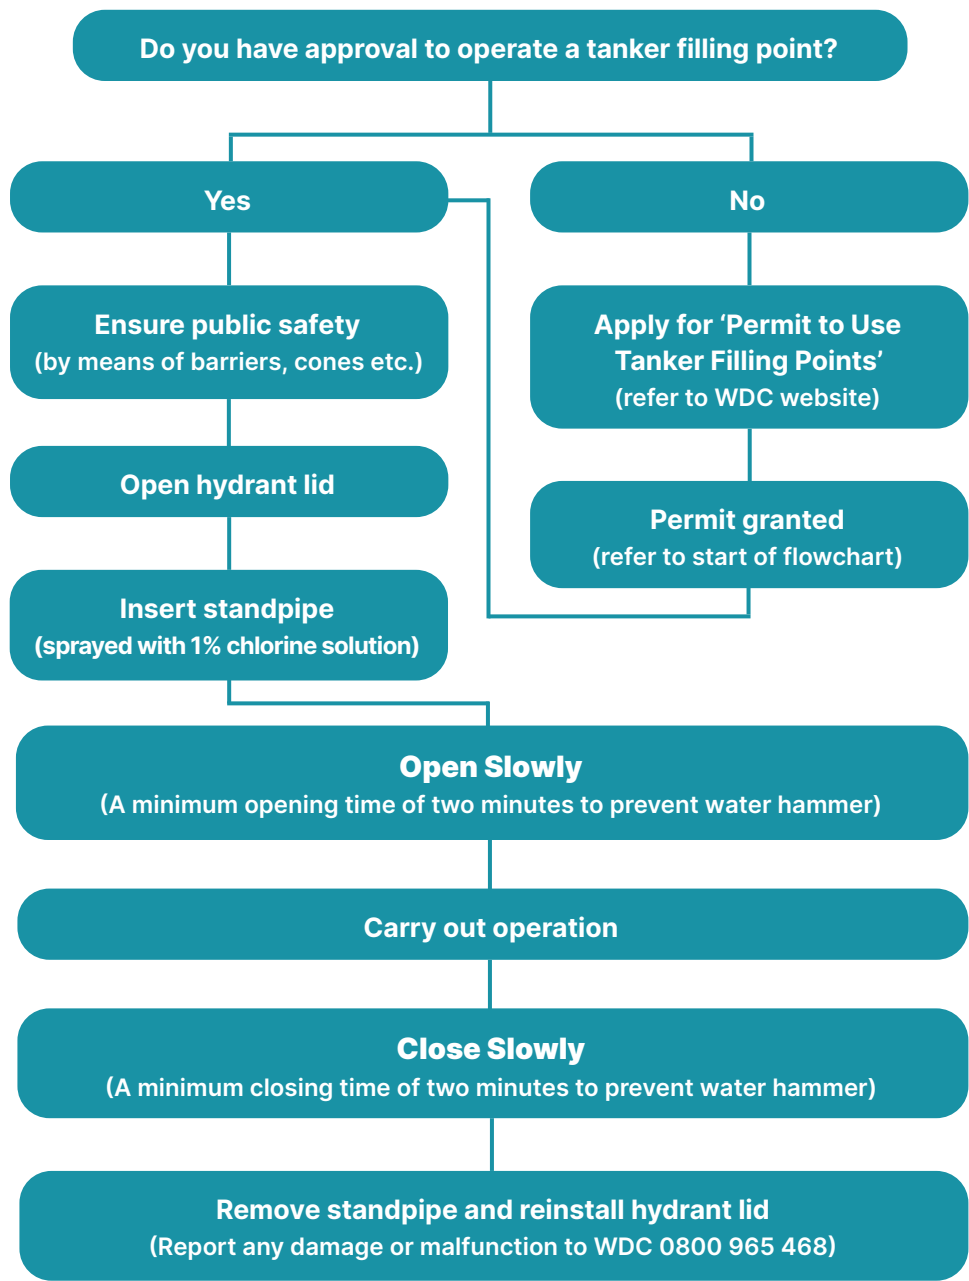 Do you have approval to operate a tanker filling point?
Yes
No
Ensure public safety
(by means of barriers, cones etc.)
Apply for ‘Permit to Use
Tanker Filling Points’
(refer to WDC website)
Open hydrant lid
Permit granted
(refer to start of flowchart)
Insert standpipe
(sprayed with 1% chlorine solution)
Open Slowly
(A minimum opening time of two minutes to prevent water hammer)
Carry out operation
Close Slowly
(A minimum closing time of two minutes to prevent water hammer)
Remove standpipe and reinstall hydrant lid
(Report any damage or malfunction to WDC 0800 965 468)